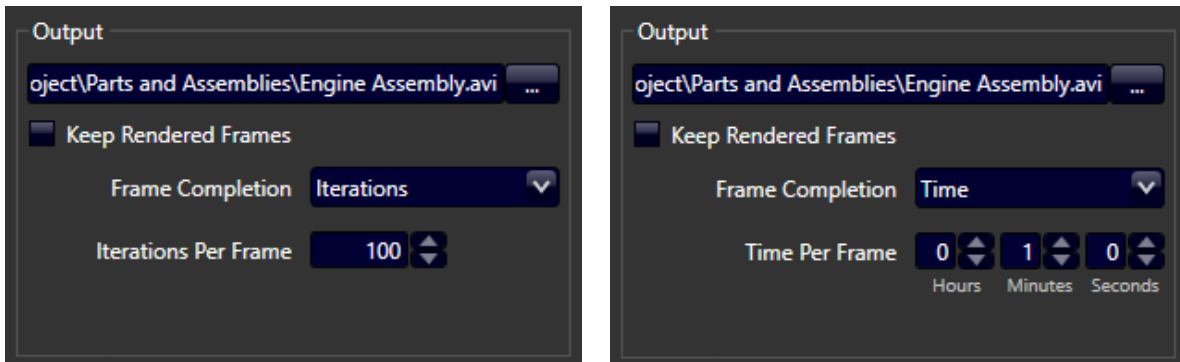 Output
oject\Parts and Assemblies\Engine Assembly.avi ...
Keep Rendered Frames
Frame Completion Iterations
Iterations Per Frame 100
Output
oject\Parts and Assemblies\Engine Assembly.avi ...
Keep Rendered Frames
Frame Completion Time
Time Per Frame 0 1 0
Hours Minutes Seconds